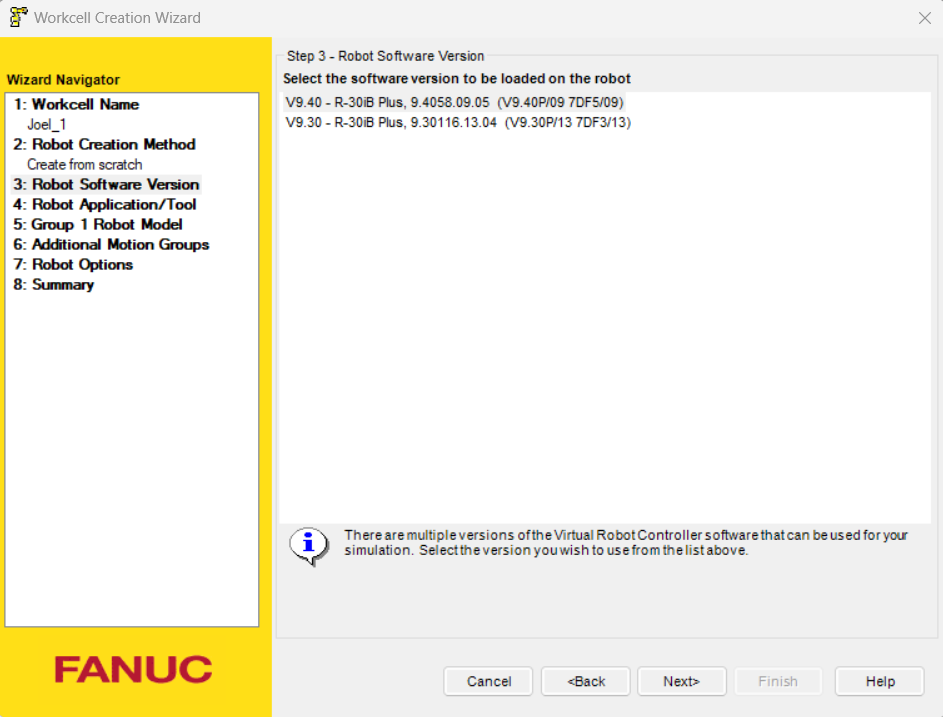 Workcell Creation Wizard
Wizard Navigator
1: Workcell Name
Joel_1
2: Robot Creation Method
Create from scratch
3: Robot Software Version
4: Robot Application/Tool
5: Group 1 Robot Model
6: Additional Motion Groups
7: Robot Options
8: Summary
FANUC
Step 3 - Robot Software Version
Select the software version to be loaded on the robot
V9.40 - R-30iB Plus, 9.4058.09.05 (V9.40P/09 7DF5/09)
V9.30 - R-30iB Plus, 9.30116.13.04 (V9.30P/13 7DF3/13)
There are multiple versions of the Virtual Robot Controller software that can be used for your
simulation. Select the version you wish to use from the list above.
Cancel <Back Next> Finish Help